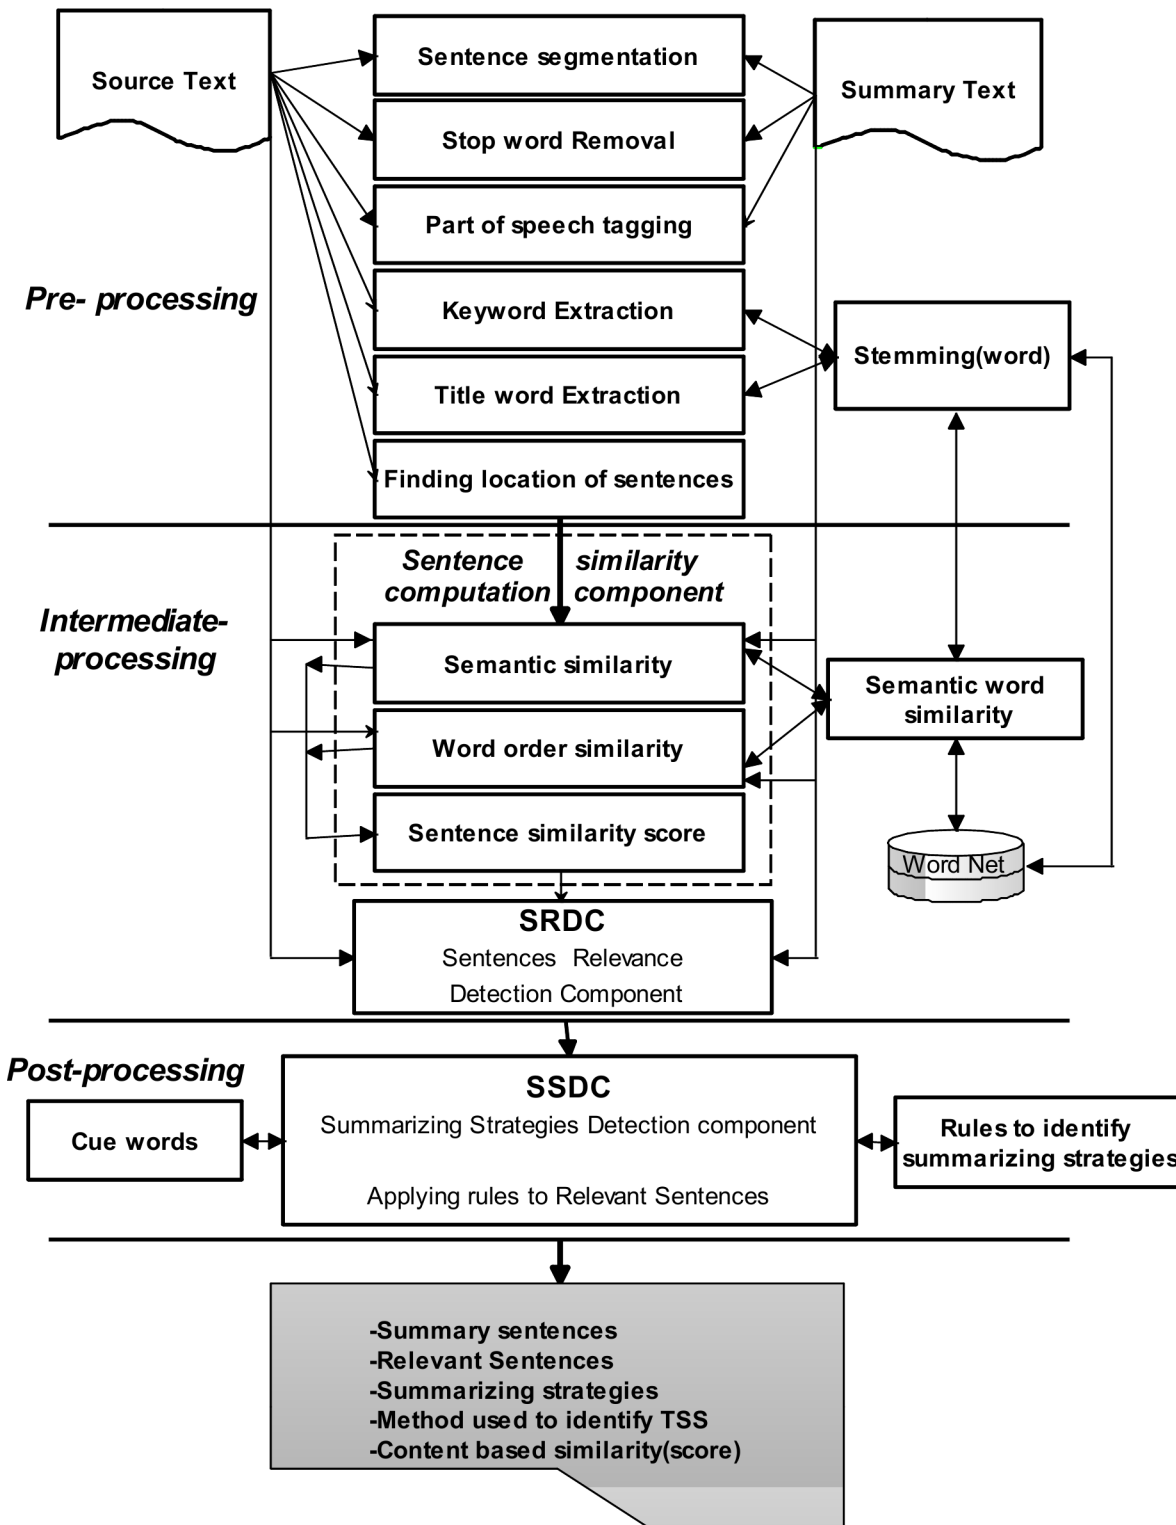 Source Text
Sentence segmentation
Summary Text
Stop word Removal
Part of speech tagging
Pre- processing
Keyword Extraction
Stemming(word)
Title word Extraction
Finding location of sentences
Sentence similarity
computation component
Intermediate-
processing
Semantic similarity
Semantic word
similarity
Word order similarity
Sentence similarity score
Word Net
SRDC
Sentences Relevance
Detection Component
Post-processing
SSDC
Summarizing Strategies Detection component
Applying rules to Relevant Sentences
Cue words
Rules to identify
summarizing strategies
-Summary sentences
-Relevant Sentences
-Summarizing strategies
-Method used to identify TSS
-Content based similarity(score)